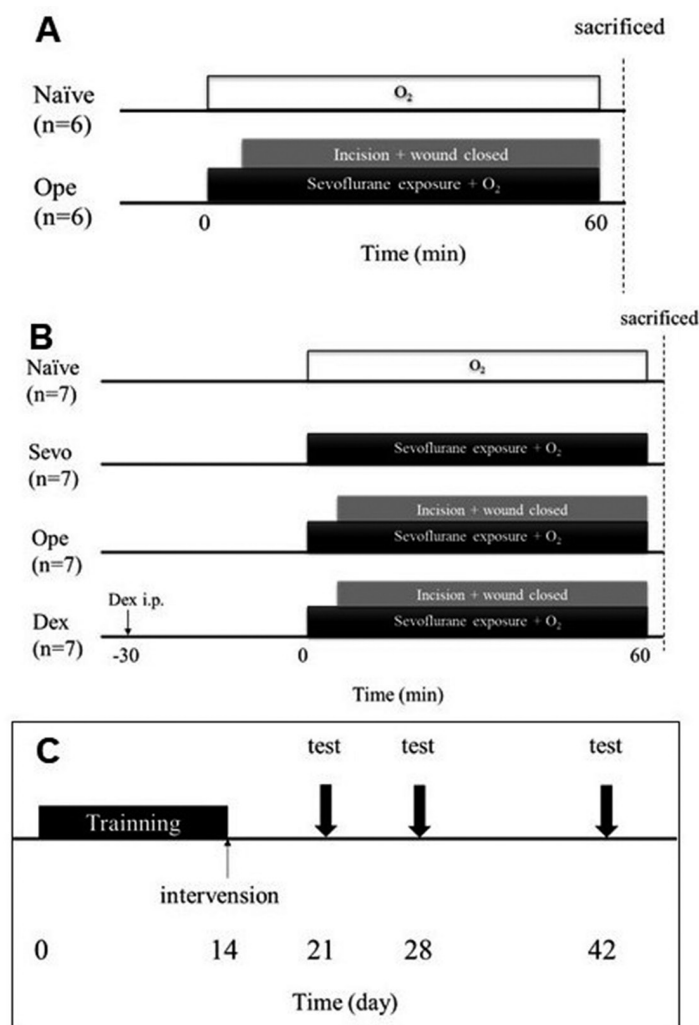 A
sacrificed
Naïve
(n=6)
O₂
Ope
(n=6)
Incision + wound closed
Sevoflurane exposure + O₂
0
60
Time (min)
B
sacrificed
Naïve
(n=7)
O₂
Sevo
(n=7)
Sevoflurane exposure + O₂
Ope
(n=7)
Incision + wound closed
Sevoflurane exposure + O₂
Dex i.p.
Dex
(n=7)
Incision + wound closed
Sevoflurane exposure + O₂
-30
0
60
Time (min)
C
test
test
test
Trainning
intervension
0
14
21
28
42
Time (day)